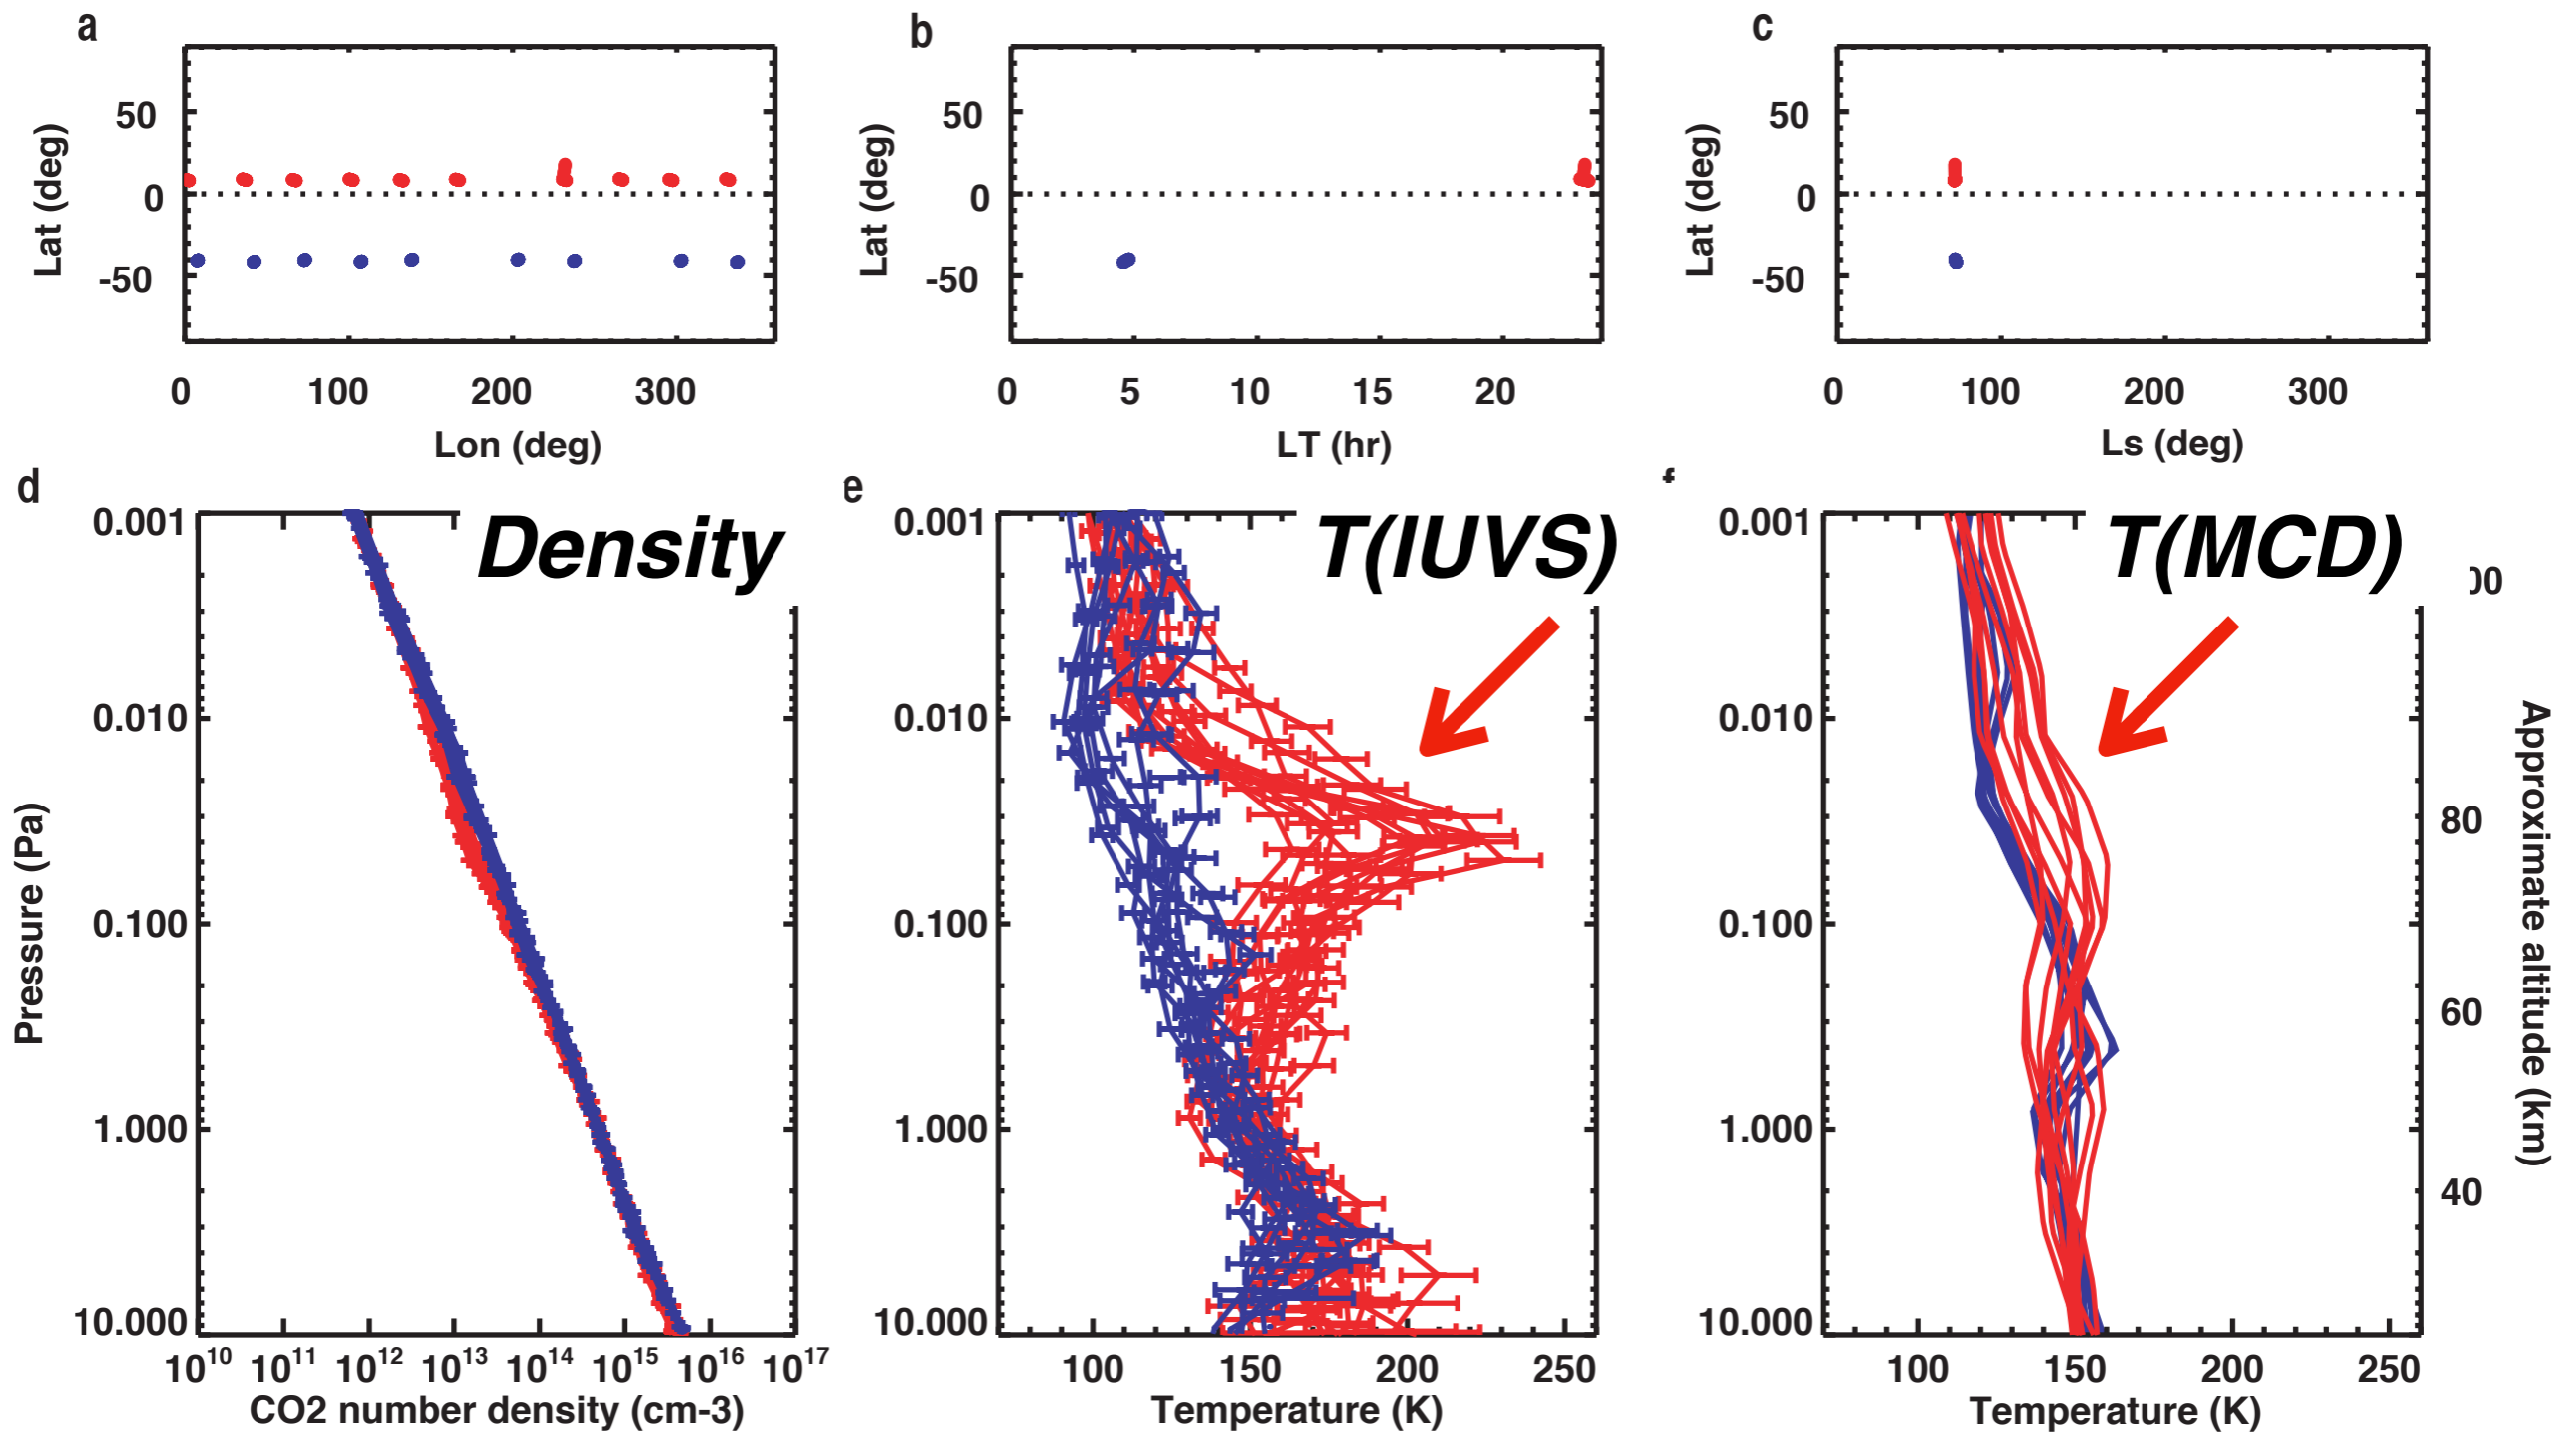 a
b
c
50
0
-50
Lat (deg)
0 100 200 300
Lon (deg)
50
0
-50
Lat (deg)
0 5 10 15 20
LT (hr)
50
0
-50
Lat (deg)
0 100 200 300
Ls (deg)
d
Density
0.001
0.010
0.100
1.000
10.000
Pressure (Pa)
10^10 10^11 10^12 10^13 10^14 10^15 10^16 10^17
CO2 number density (cm-3)
e
T(IUVS)
0.001
0.010
0.100
1.000
10.000
100 150 200 250
Temperature (K)
T(MCD)
0.001
0.010
0.100
1.000
10.000
100 150 200 250
Temperature (K)
80
60
40
Approximate altitude (km)